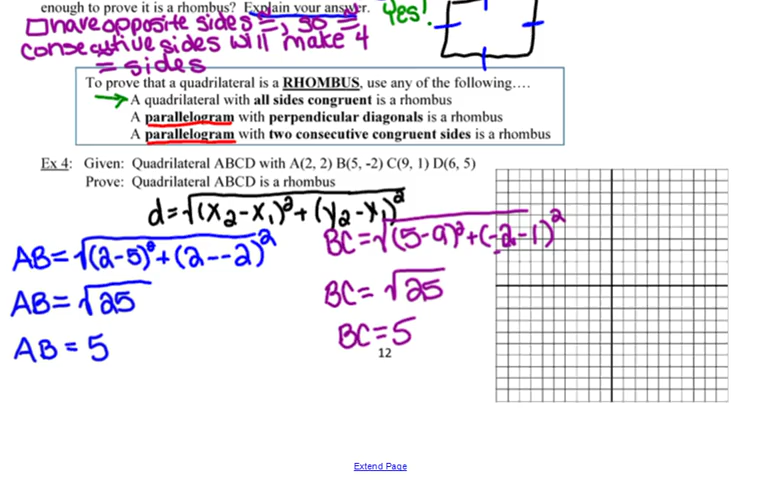 enough to prove it is a rhombus? Explain your answer. Yes!
▱ have opposite sides =, so =
consecutive sides will make 4
= sides
To prove that a quadrilateral is a RHOMBUS, use any of the following….
→ A quadrilateral with all sides congruent is a rhombus
A parallelogram with perpendicular diagonals is a rhombus
A parallelogram with two consecutive congruent sides is a rhombus
Ex 4: Given: Quadrilateral ABCD with A(2, 2) B(5, -2) C(9, 1) D(6, 5)
Prove: Quadrilateral ABCD is a rhombus
d=√(x₂-x₁)²+(y₂-y₁)²
AB=√(2-5)²+(2--2)²
BC=√(5-9)²+(-2-1)²
AB=√25
BC=√25
AB=5
BC=5
12
Extend Page